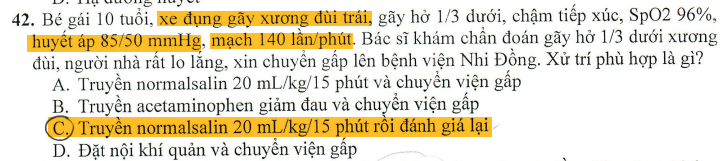 D. Hạ đường huyết
42. Bé gái 10 tuổi, xe đụng gãy xương đùi trái, gãy hở 1/3 dưới, chậm tiếp xúc, SpO2 96%,
huyết áp 85/50 mmHg, mạch 140 lần/phút. Bác sĩ khám chẩn đoán gãy hở 1/3 dưới xương
đùi, người nhà rất lo lắng, xin chuyển gấp lên bệnh viện Nhi Đồng. Xử trí phù hợp là gì?
A. Truyền normalsalin 20 mL/kg/15 phút và chuyển viện gấp
B. Truyền acetaminophen giảm đau và chuyển viện gấp
C. Truyền normalsalin 20 mL/kg/15 phút rồi đánh giá lại
D. Đặt nội khí quản và chuyển viện gấp